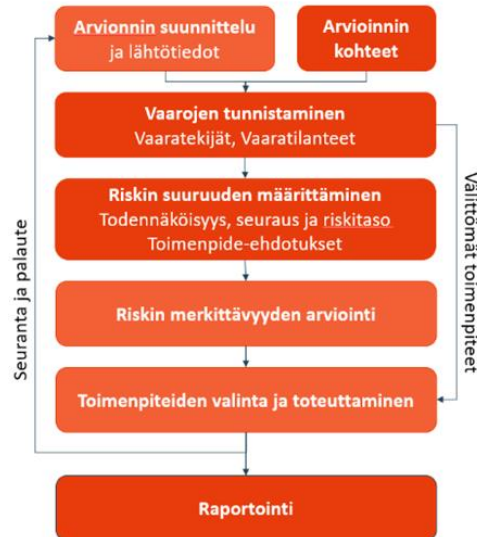 Arvionnin suunnittelu
ja lähtötiedot
Arvioinnin
kohteet
Vaarojen tunnistaminen
Vaaratekijät, Vaaratilanteet
Riskin suuruuden määrittäminen
Todennäköisyys, seuraus ja riskitaso
Toimenpide-ehdotukset
Riskin merkittävyyden arviointi
Toimenpiteiden valinta ja toteuttaminen
Raportointi
Seuranta ja palaute
Välittömät toimenpiteet